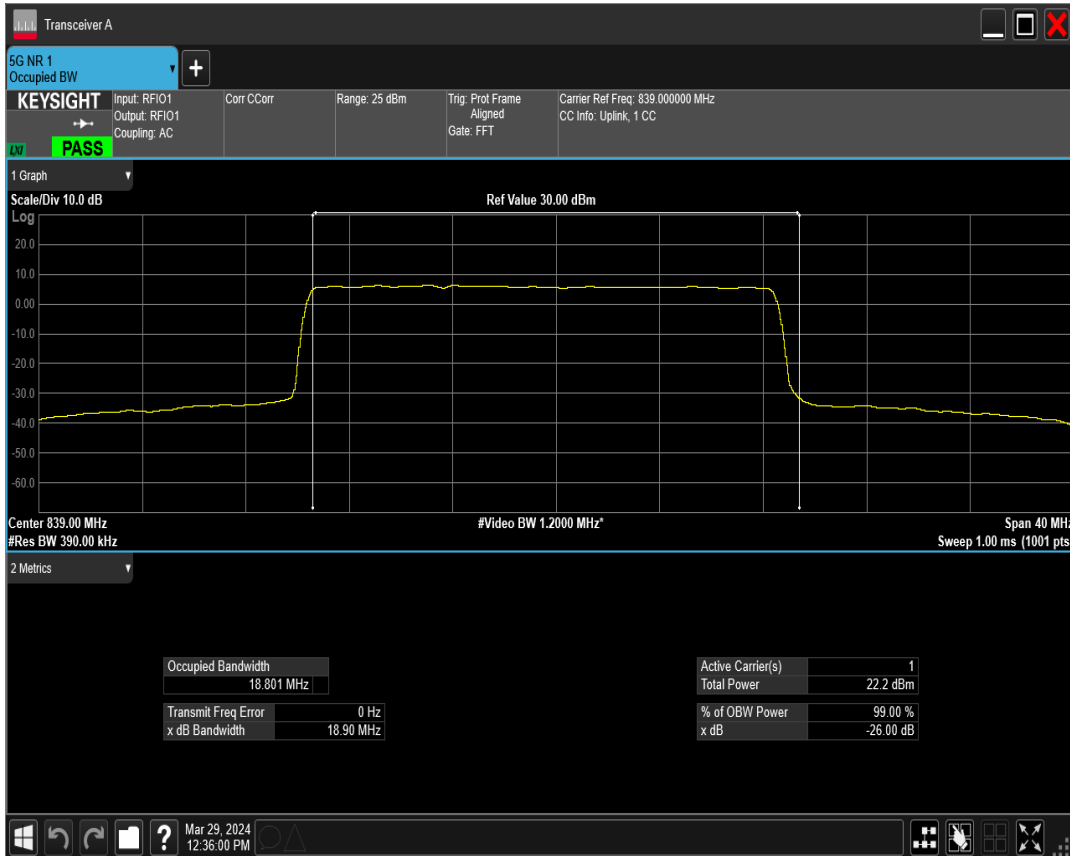 Transceiver A
5G NR 1
Occupied BW
KEYSIGHT
LXI
PASS
Input: RFIO1
Output: RFIO1
Coupling: AC
Corr CCorr
Range: 25 dBm
Trig: Prot Frame
Aligned
Gate: FFT
Carrier Ref Freq: 839.000000 MHz
CC Info: Uplink, 1 CC
1 Graph
Scale/Div 10.0 dB
Ref Value 30.00 dBm
Log
20.0
10.0
0.00
-10.0
-20.0
-30.0
-40.0
-50.0
-60.0
Center 839.00 MHz
#Video BW 1.2000 MHz*
Span 40 MHz
#Res BW 390.00 kHz
Sweep 1.00 ms (1001 pts
2 Metrics
Occupied Bandwidth
18.801 MHz
Transmit Freq Error 0 Hz
x dB Bandwidth 18.90 MHz
Active Carrier(s) 1
Total Power 22.2 dBm
% of OBW Power 99.00 %
x dB -26.00 dB
?
Mar 29, 2024
12:36:00 PM